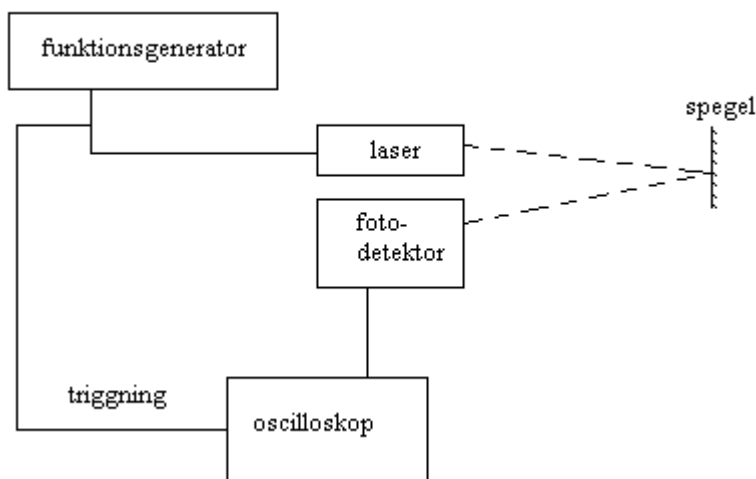 funktionsgenerator
spegel
laser
foto-
detektor
triggning
oscilloskop